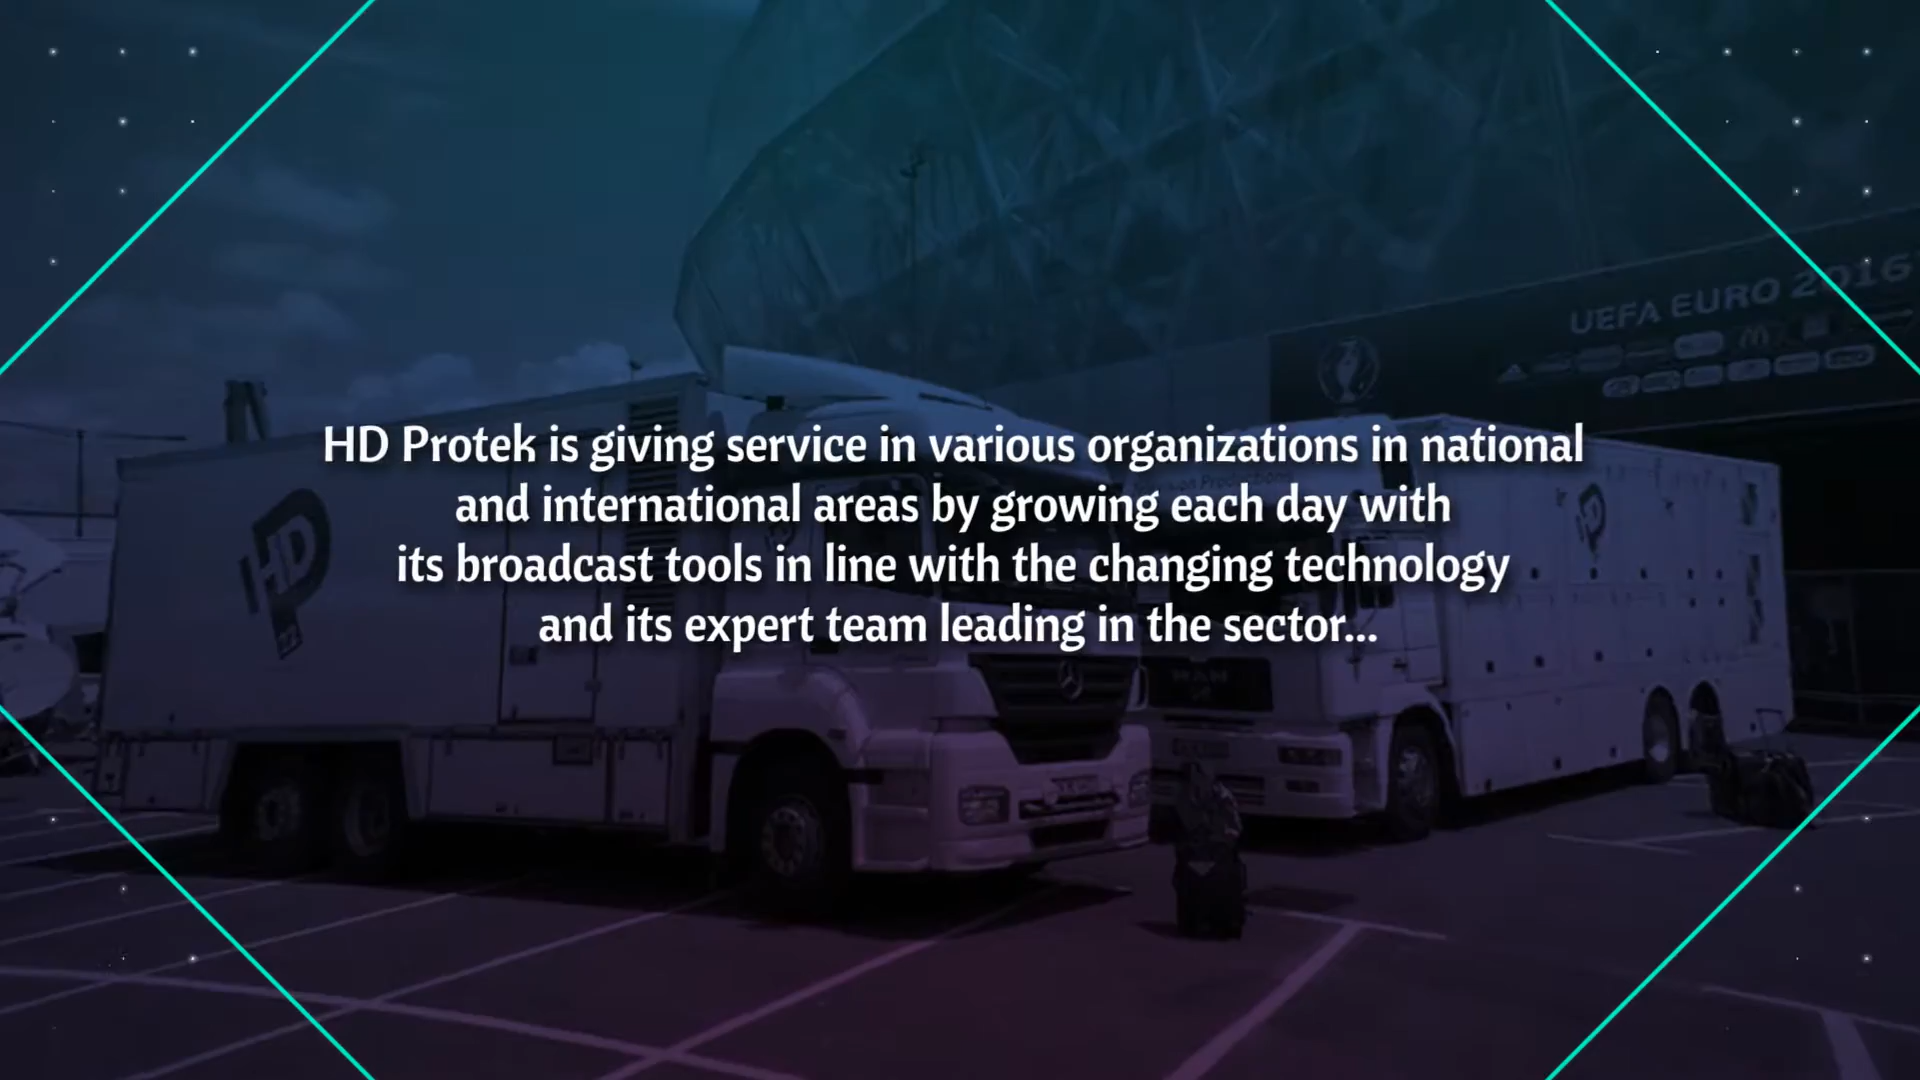 UEFA EURO 2016
HD Protek is giving service in various organizations in national
and international areas by growing each day with
its broadcast tools in line with the changing technology
and its expert team leading in the sector...
HD
HD
MAN